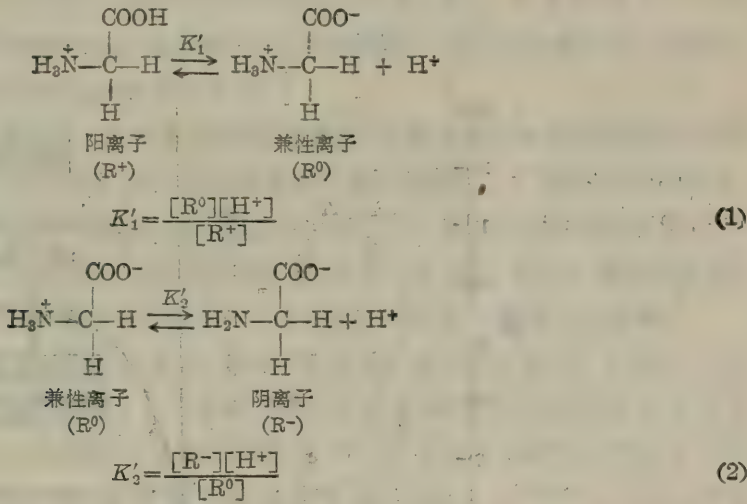 COOH COO⁻
H₃N⁺—C—H ⇌ K′₁ H₃N⁺—C—H + H⁺
H H
阳离子 兼性离子
(R⁺) (R⁰)
K′₁=[R⁰][H⁺]/[R⁺] (1)
COO⁻ COO⁻
H₃N⁺—C—H ⇌ K′₂ H₂N—C—H + H⁺
H H
兼性离子 阴离子
(R⁰) (R⁻)
K′₂=[R⁻][H⁺]/[R⁰] (2)